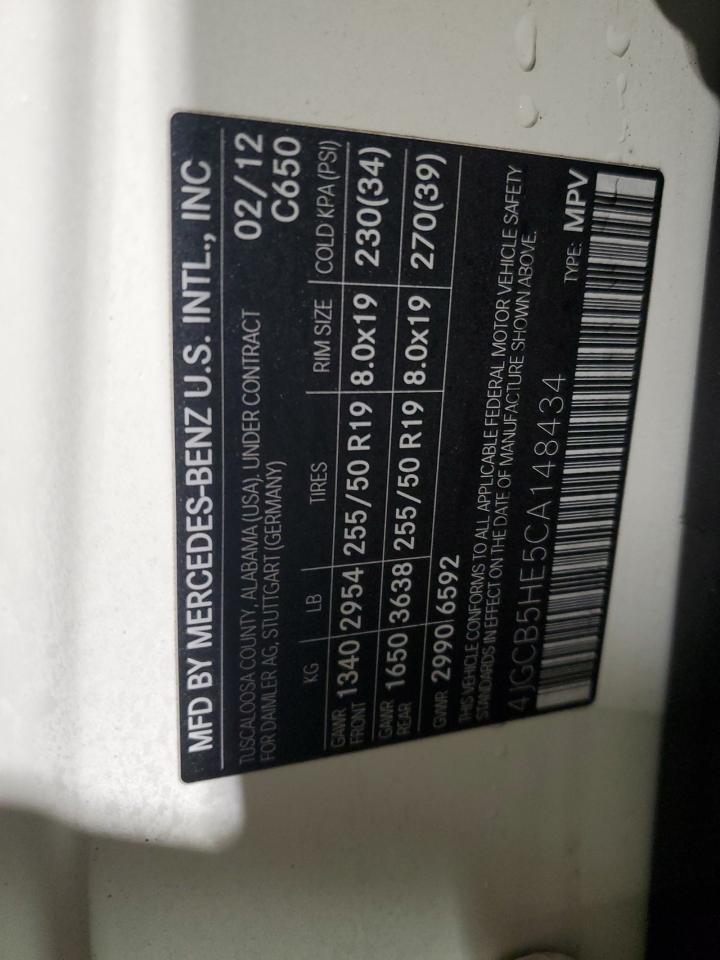 MFD BY MERCEDES-BENZ U.S. INTL., INC
TUSCALOOSA COUNTY, ALABAMA (USA), UNDER CONTRACT 02/12
FOR DAIMLER AG, STUTTGART (GERMANY) C650
KG LB TIRES RIM SIZE COLD KPA (PSI)
GAWR FRONT 1340 2954 255/50 R19 8.0x19 230(34)
GAWR REAR 1650 3638 255/50 R19 8.0x19 270(39)
GVWR 2990 6592
THIS VEHICLE CONFORMS TO ALL APPLICABLE FEDERAL MOTOR VEHICLE SAFETY
STANDARDS IN EFFECT ON THE DATE OF MANUFACTURE SHOWN ABOVE.
4JGCB5HE5CA148434 TYPE: MPV